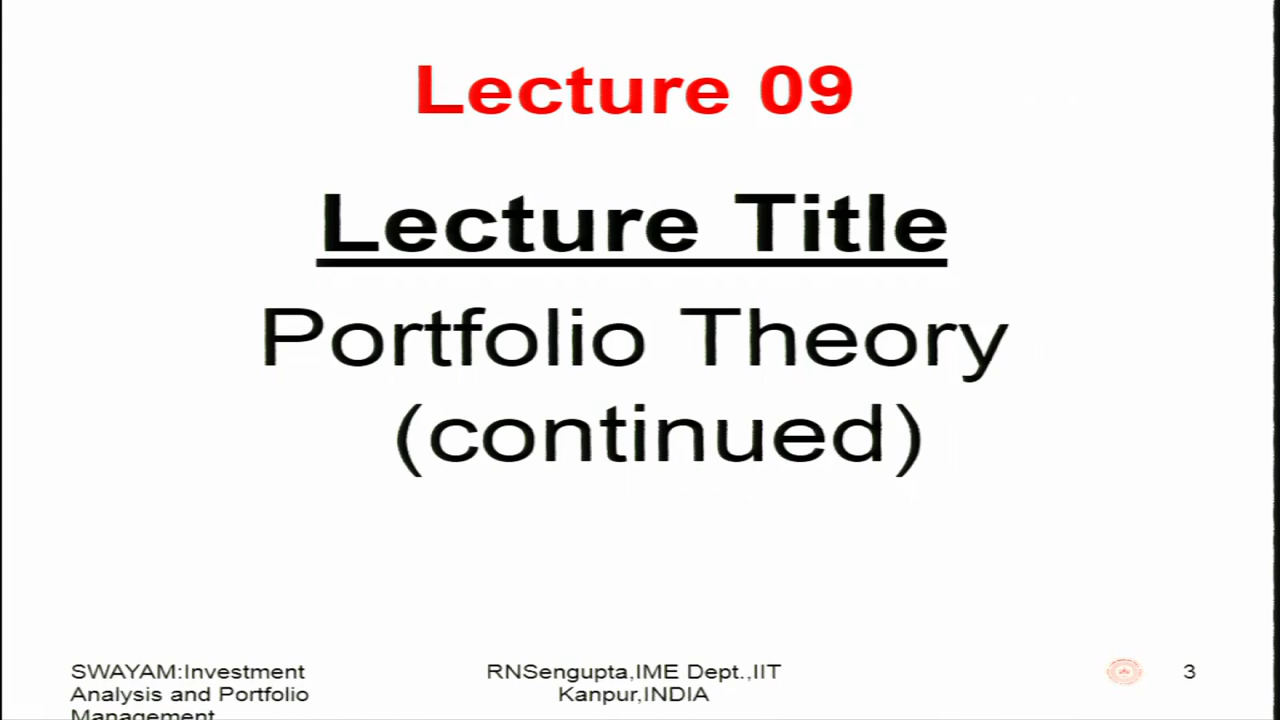 Lecture 09
Lecture Title
Portfolio Theory
(continued)
SWAYAM:Investment
Analysis and Portfolio
Management
RNSengupta,IME Dept.,IIT
Kanpur,INDIA
3